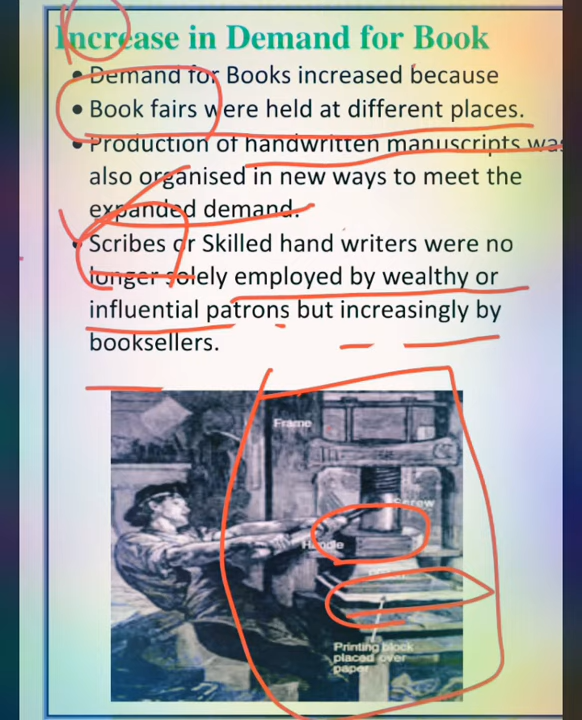 Increase in Demand for Book
• Demand for Books increased because
• Book fairs were held at different places.
• Production of handwritten manuscripts was
also organised in new ways to meet the
expanded demand.
• Scribes or Skilled hand writers were no
longer solely employed by wealthy or
influential patrons but increasingly by
booksellers.
Frame
Screw
Handle
Printing block
placed over
paper